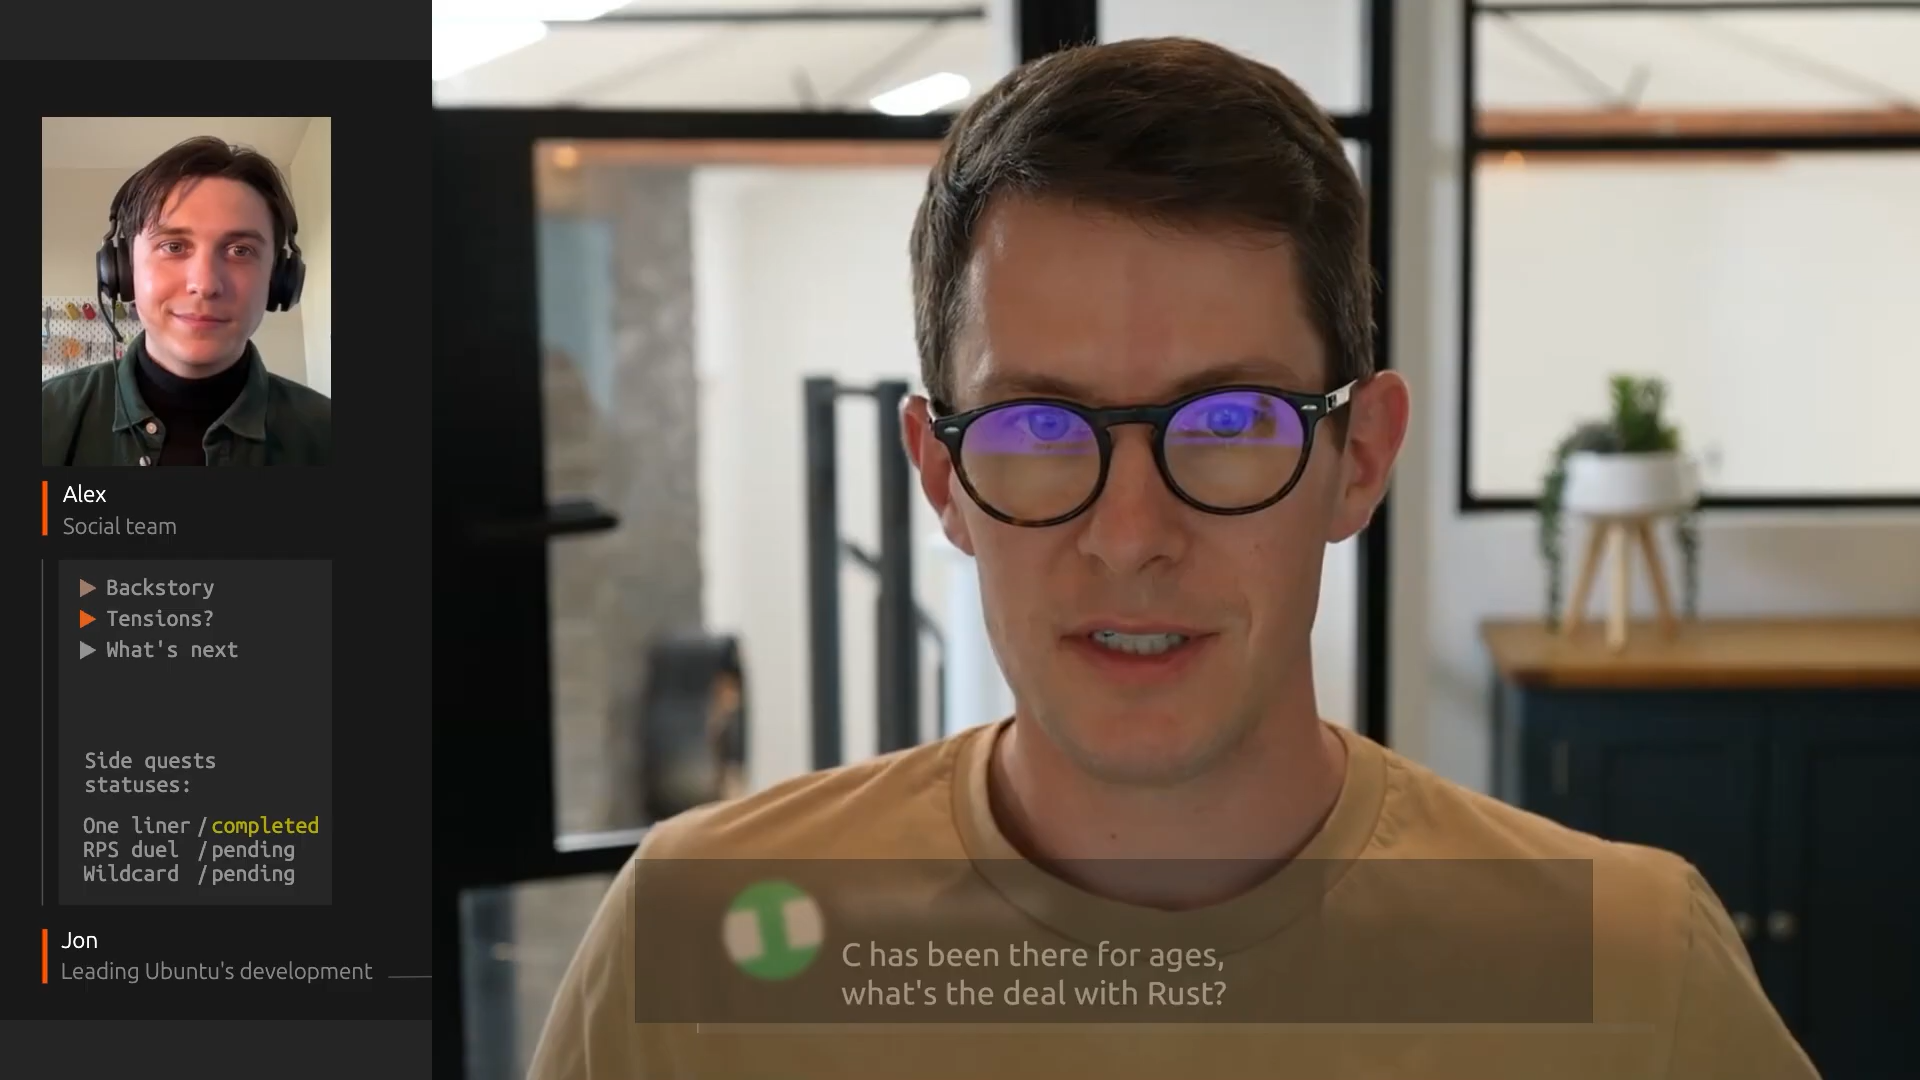 Alex
Social team
Backstory
Tensions?
What's next
Side quests
statuses:
One liner / completed
RPS duel / pending
Wildcard / pending
Jon
Leading Ubuntu's development
C has been there for ages,
what's the deal with Rust?